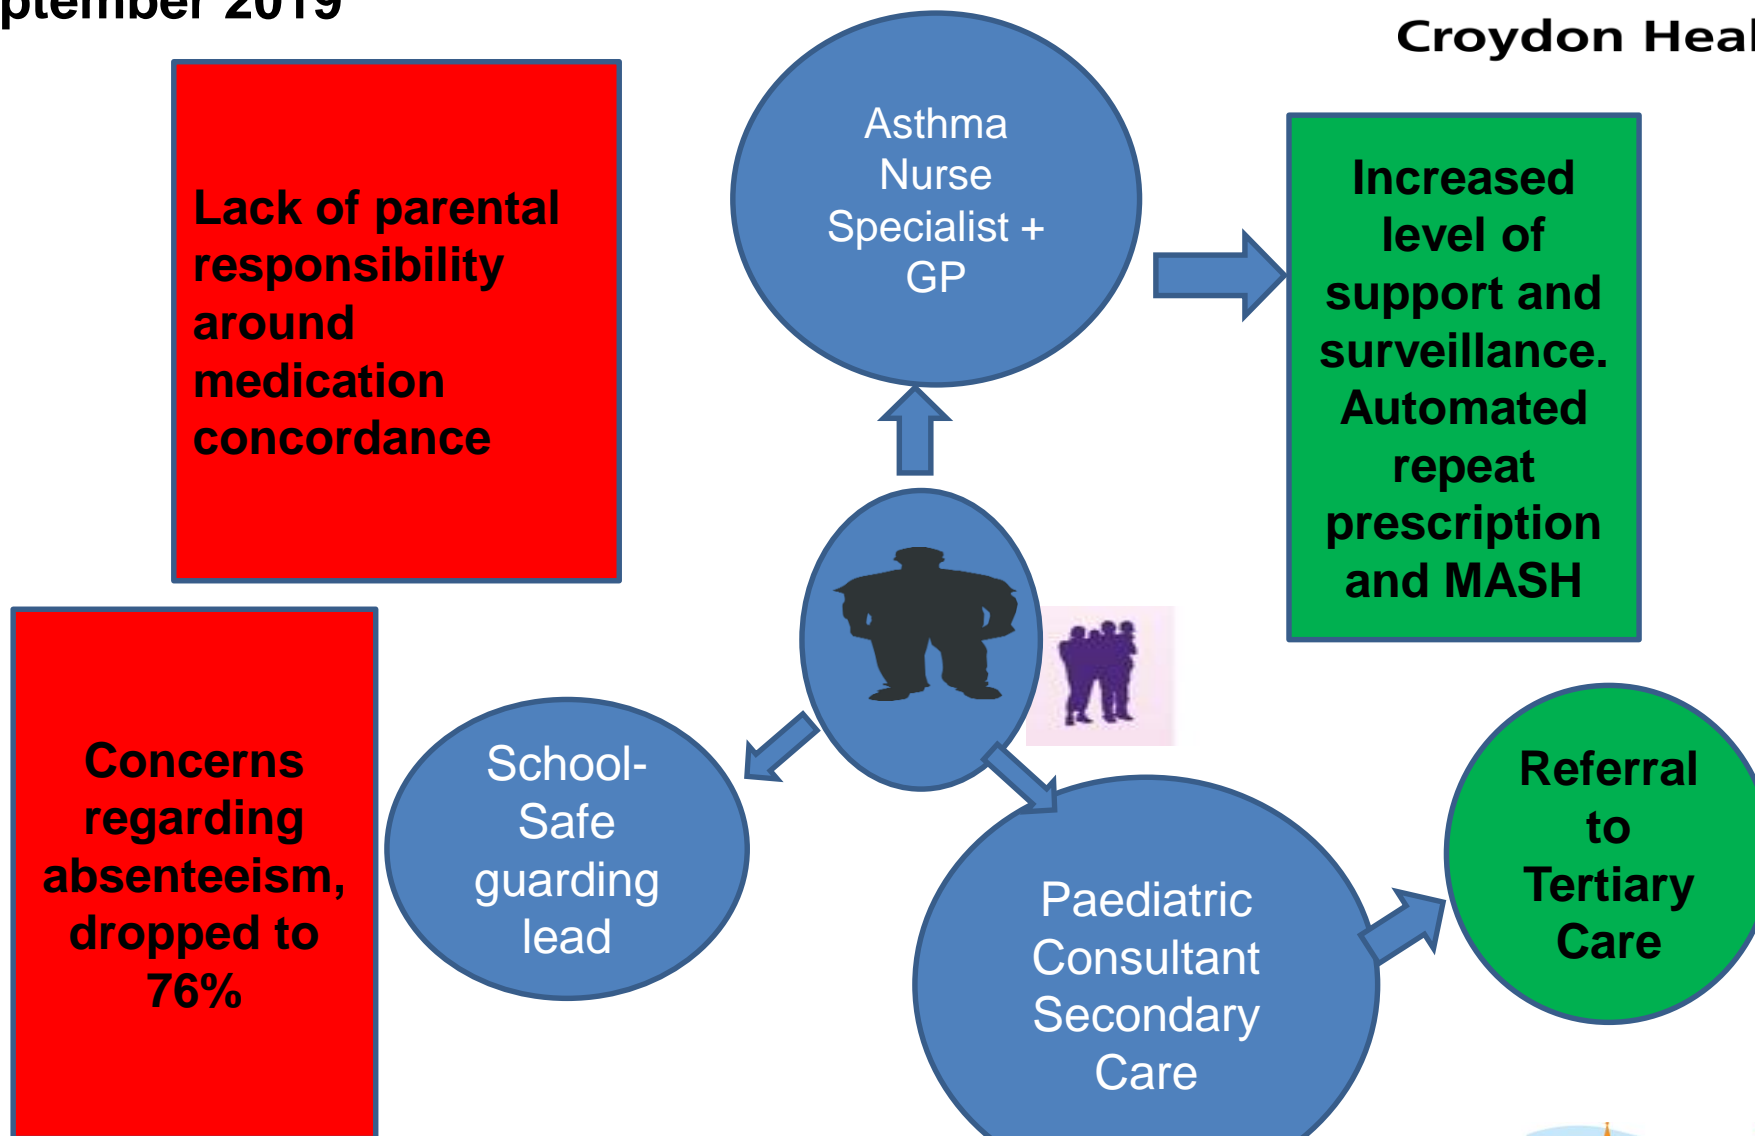 ptember 2019
Croydon Heal
Lack of parental
responsibility
around
medication
concordance
Asthma
Nurse
Specialist +
GP
Increased
level of
support and
surveillance.
Automated
repeat
prescription
and MASH
Concerns
regarding
absenteeism,
dropped to
76%
School-
Safe
guarding
lead
Paediatric
Consultant
Secondary
Care
Referral
to
Tertiary
Care